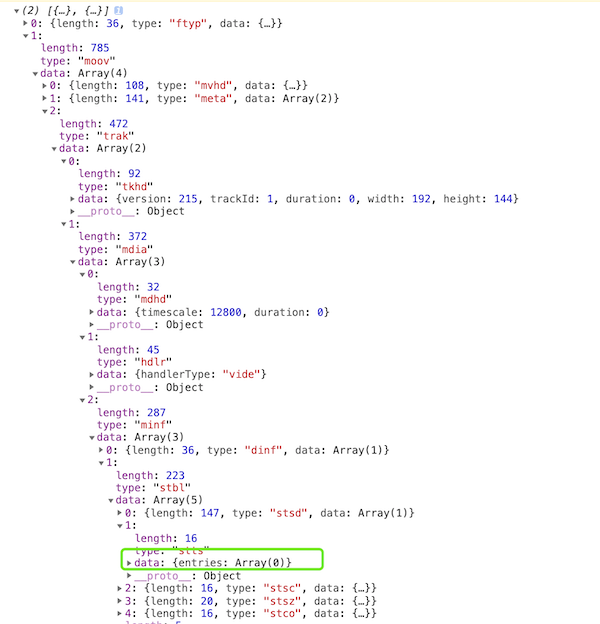 ▾(2) [{…}, {…}] i
▸0: {length: 36, type: "ftyp", data: {…}}
▾1:
length: 785
type: "moov"
▾data: Array(4)
▸0: {length: 108, type: "mvhd", data: {…}}
▸1: {length: 141, type: "meta", data: Array(2)}
▾2:
length: 472
type: "trak"
▾data: Array(2)
▾0:
length: 92
type: "tkhd"
▸data: {version: 215, trackId: 1, duration: 0, width: 192, height: 144}
▸__proto__: Object
▾1:
length: 372
type: "mdia"
▾data: Array(3)
▾0:
length: 32
type: "mdhd"
▸data: {timescale: 12800, duration: 0}
▸__proto__: Object
▾1:
length: 45
type: "hdlr"
▸data: {handlerType: "vide"}
▸__proto__: Object
▾2:
length: 287
type: "minf"
▾data: Array(3)
▸0: {length: 36, type: "dinf", data: Array(1)}
▾1:
length: 223
type: "stbl"
▾data: Array(5)
▸0: {length: 147, type: "stsd", data: Array(1)}
▾1:
length: 16
type: "stts"
▸data: {entries: Array(0)}
▸__proto__: Object
▸2: {length: 16, type: "stsc", data: {…}}
▸3: {length: 20, type: "stsz", data: {…}}
▸4: {length: 16, type: "stco", data: {…}}